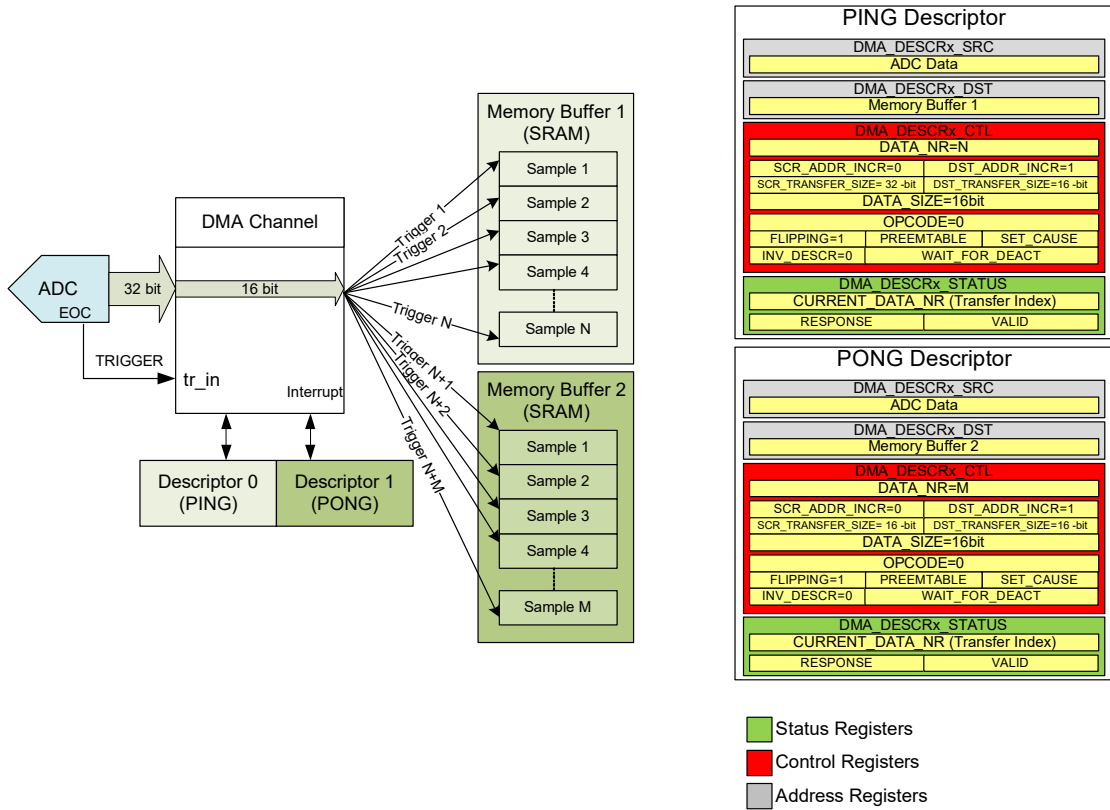 ADC
EOC
32 bit
TRIGGER
DMA Channel
16 bit
tr_in
Interrupt
Descriptor 0
(PING)
Descriptor 1
(PONG)
Trigger 1
Trigger 2
Trigger N
Trigger N+1
Trigger N+2
Trigger N+M
Memory Buffer 1
(SRAM)
Sample 1
Sample 2
Sample 3
Sample 4
Sample N
Memory Buffer 2
(SRAM)
Sample 1
Sample 2
Sample 3
Sample 4
Sample M
PING Descriptor
DMA_DESCRx_SRC
ADC Data
DMA_DESCRx_DST
Memory Buffer 1
DMA_DESCRx_CTL
DATA_NR=N
SCR_ADDR_INCR=0 DST_ADDR_INCR=1
SCR_TRANSFER_SIZE= 32 -bit DST_TRANSFER_SIZE=16 -bit
DATA_SIZE=16bit
OPCODE=0
FLIPPING=1 PREEMTABLE SET_CAUSE
INV_DESCR=0 WAIT_FOR_DEACT
DMA_DESCRx_STATUS
CURRENT_DATA_NR (Transfer Index)
RESPONSE VALID
PONG Descriptor
DMA_DESCRx_SRC
ADC Data
DMA_DESCRx_DST
Memory Buffer 2
DMA_DESCRx_CTL
DATA_NR=M
SCR_ADDR_INCR=0 DST_ADDR_INCR=1
SCR_TRANSFER_SIZE= 16 -bit DST_TRANSFER_SIZE=16 -bit
DATA_SIZE=16bit
OPCODE=0
FLIPPING=1 PREEMTABLE SET_CAUSE
INV_DESCR=0 WAIT_FOR_DEACT
DMA_DESCRx_STATUS
CURRENT_DATA_NR (Transfer Index)
RESPONSE VALID
Status Registers
Control Registers
Address Registers